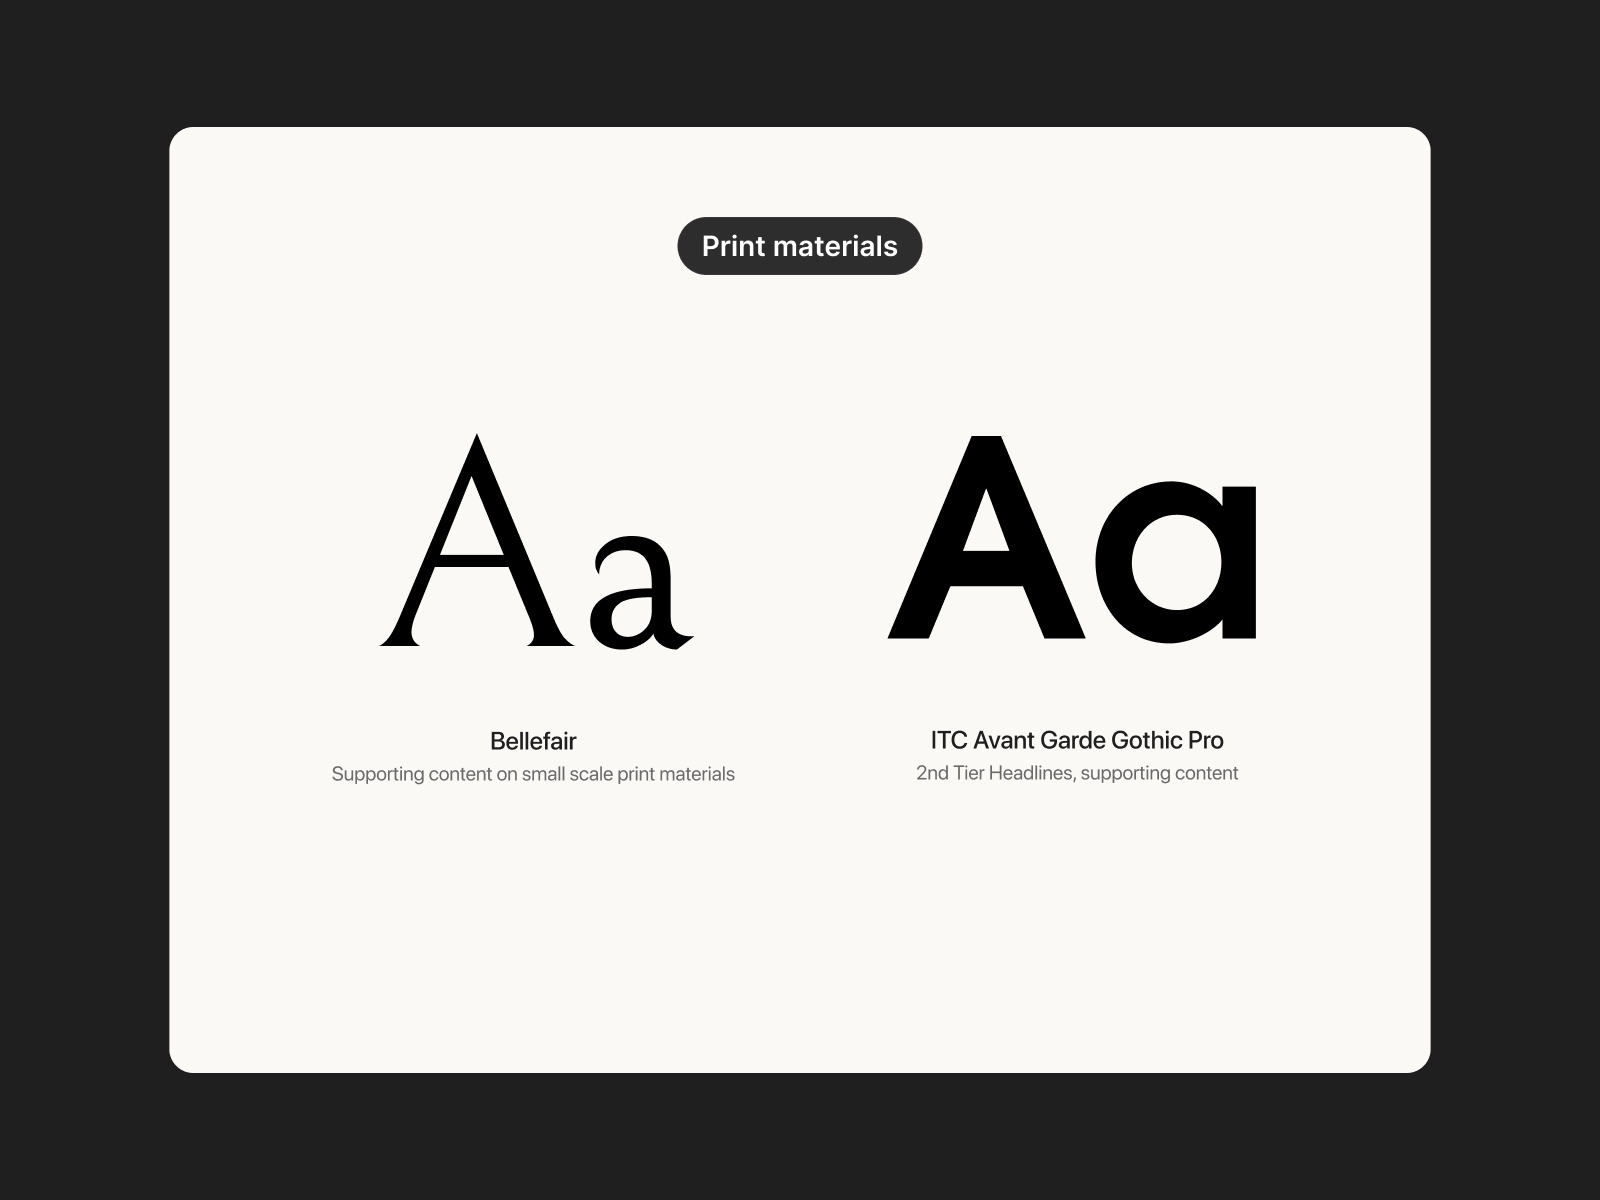 Print materials
Aa
Aa
Bellefair
ITC Avant Garde Gothic Pro
Supporting content on small scale print materials
2nd Tier Headlines, supporting content